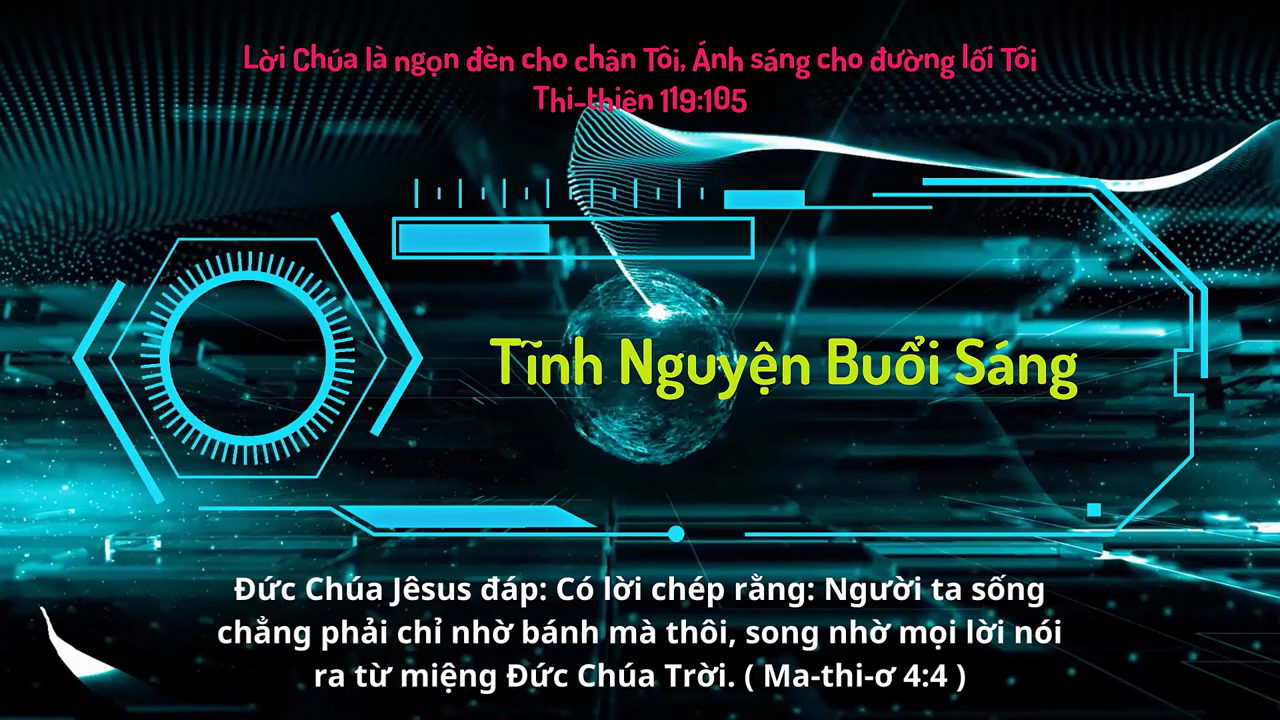 Lời Chúa là ngọn đèn cho chân Tôi, Ánh sáng cho đường lối Tôi
Thi-thiên 119:105
Tĩnh Nguyện Buổi Sáng
Đức Chúa Jêsus đáp: Có lời chép rằng: Người ta sống
chẳng phải chỉ nhờ bánh mà thôi, song nhờ mọi lời nói
ra từ miệng Đức Chúa Trời. ( Ma-thi-ơ 4:4 )